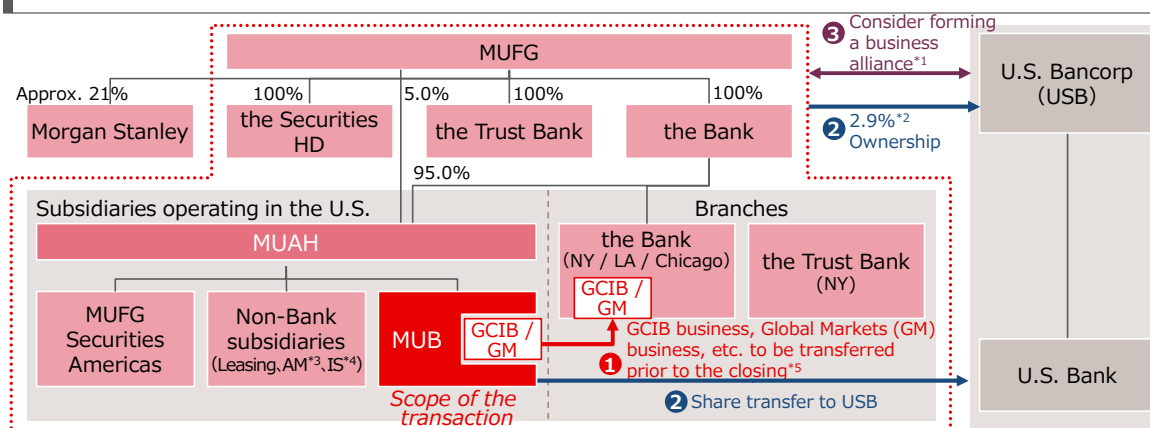 MUFG
Approx. 21%
100%
5.0%
100%
100%
Morgan Stanley
the Securities
HD
the Trust Bank
the Bank
95.0%
❸ Consider forming
a business
alliance*1
❷ 2.9%*2
Ownership
U.S. Bancorp
(USB)
Subsidiaries operating in the U.S.
Branches
MUAH
the Bank
(NY / LA / Chicago)
GCIB /
GM
the Trust Bank
(NY)
MUFG
Securities
Americas
Non-Bank
subsidiaries
(Leasing、AM*3、IS*4)
MUB
GCIB /
GM
❶ GCIB business, Global Markets (GM)
business, etc. to be transferred
prior to the closing*5
Scope of the
transaction
❷ Share transfer to USB
U.S. Bank